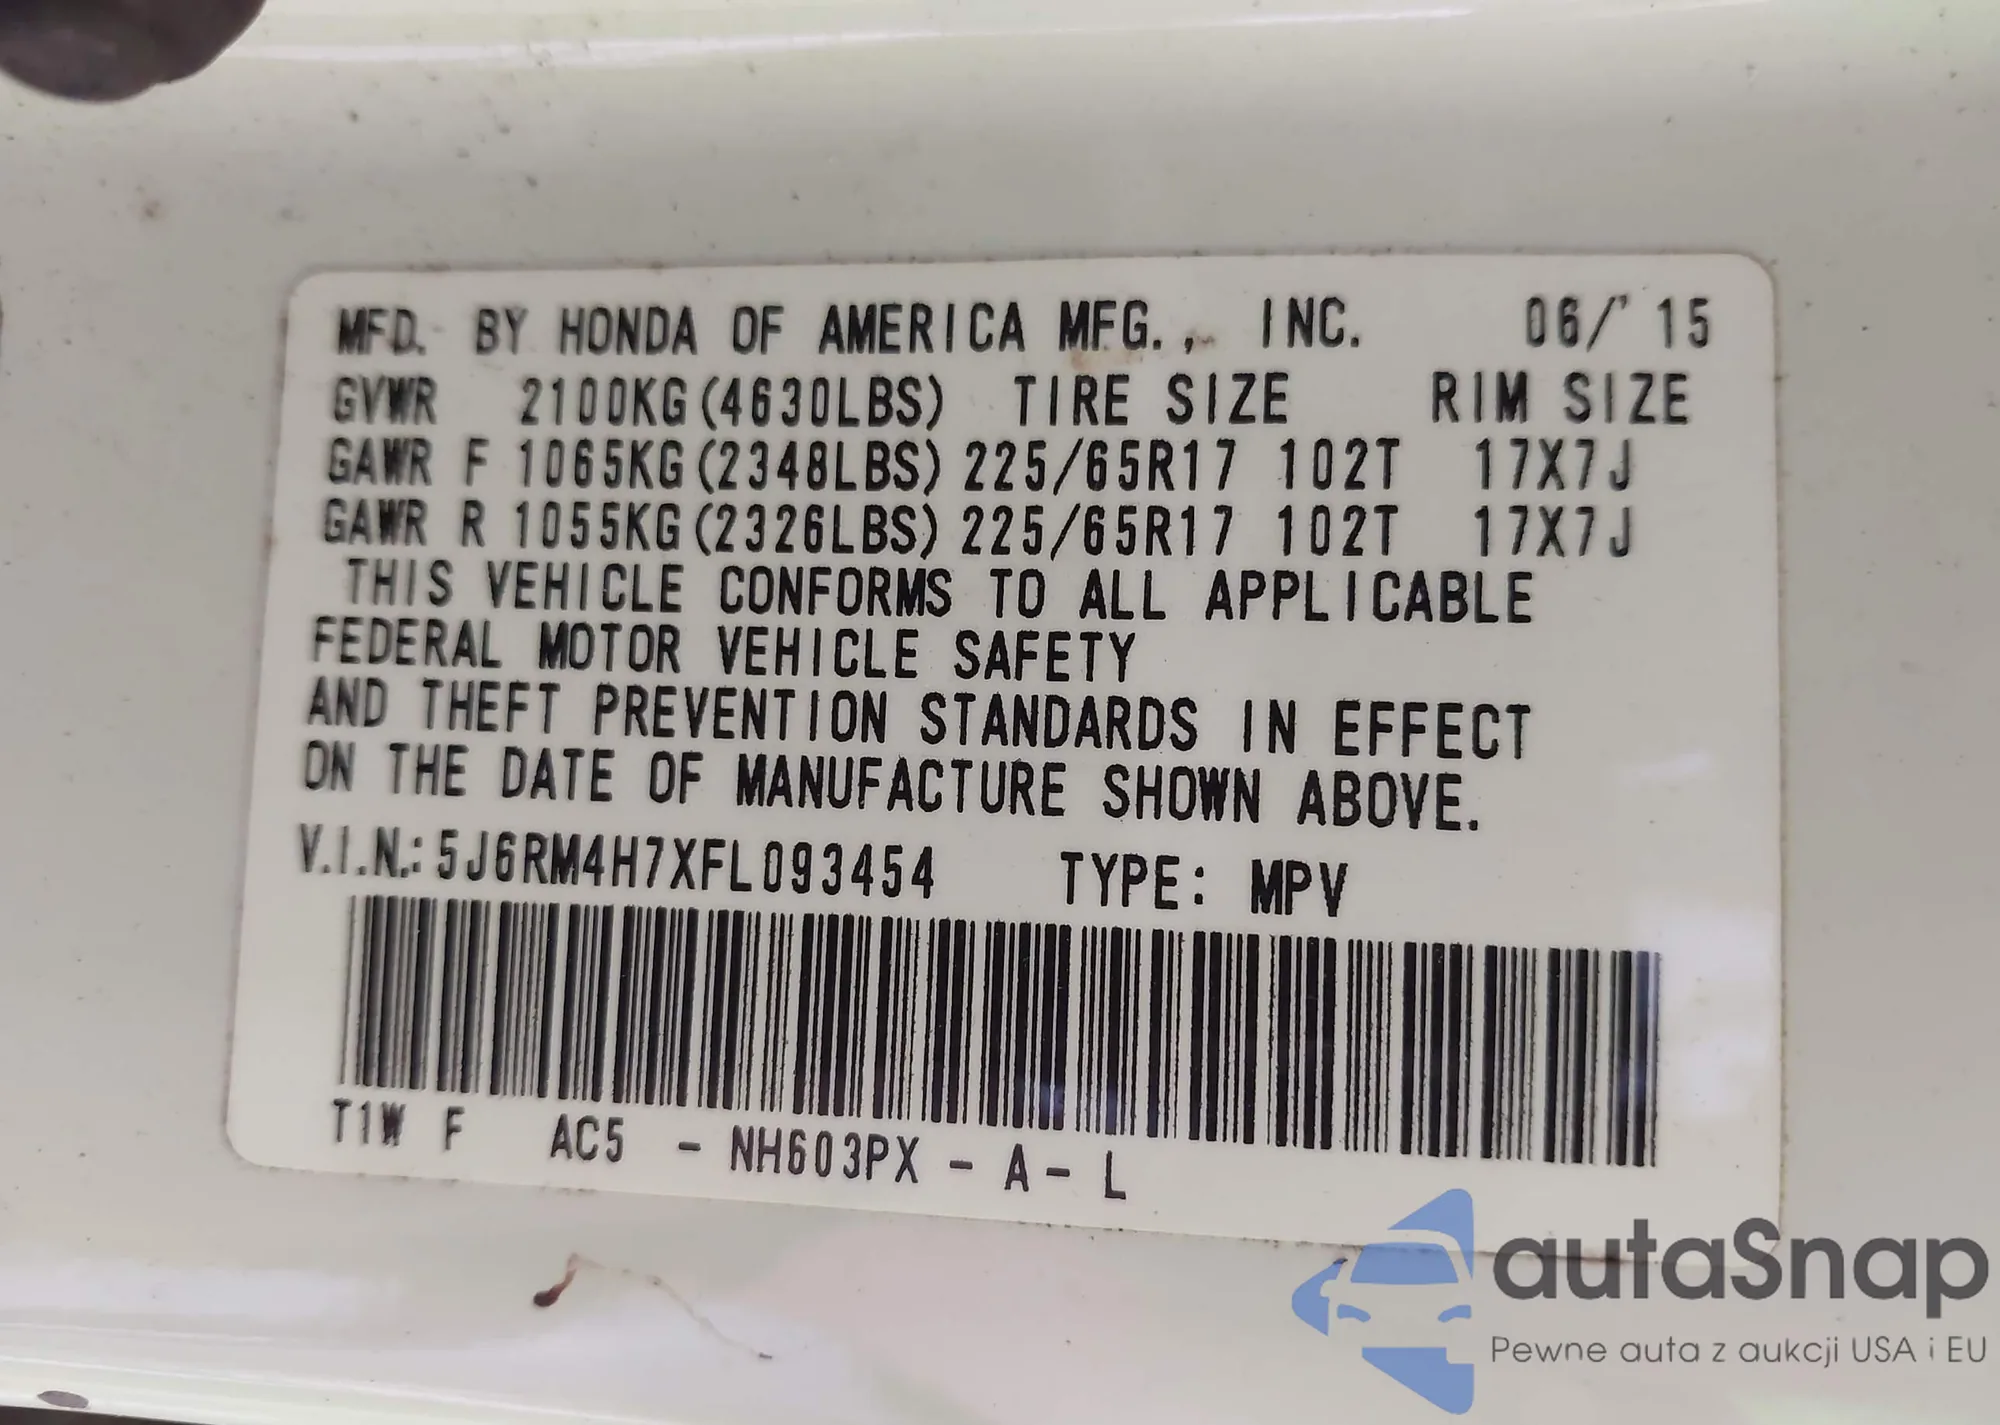 MFD. BY HONDA OF AMERICA MFG., INC. 06/'15
GVWR 2100KG(4630LBS) TIRE SIZE RIM SIZE
GAWR F 1065KG(2348LBS) 225/65R17 102T 17X7J
GAWR R 1055KG(2326LBS) 225/65R17 102T 17X7J
THIS VEHICLE CONFORMS TO ALL APPLICABLE
FEDERAL MOTOR VEHICLE SAFETY
AND THEFT PREVENTION STANDARDS IN EFFECT
ON THE DATE OF MANUFACTURE SHOWN ABOVE.
V.I.N.: 5J6RM4H7XFL093454 TYPE: MPV
T1W F AC5 - NH603PX - A - L
autaSnap
Pewne auta z aukcji USA i EU